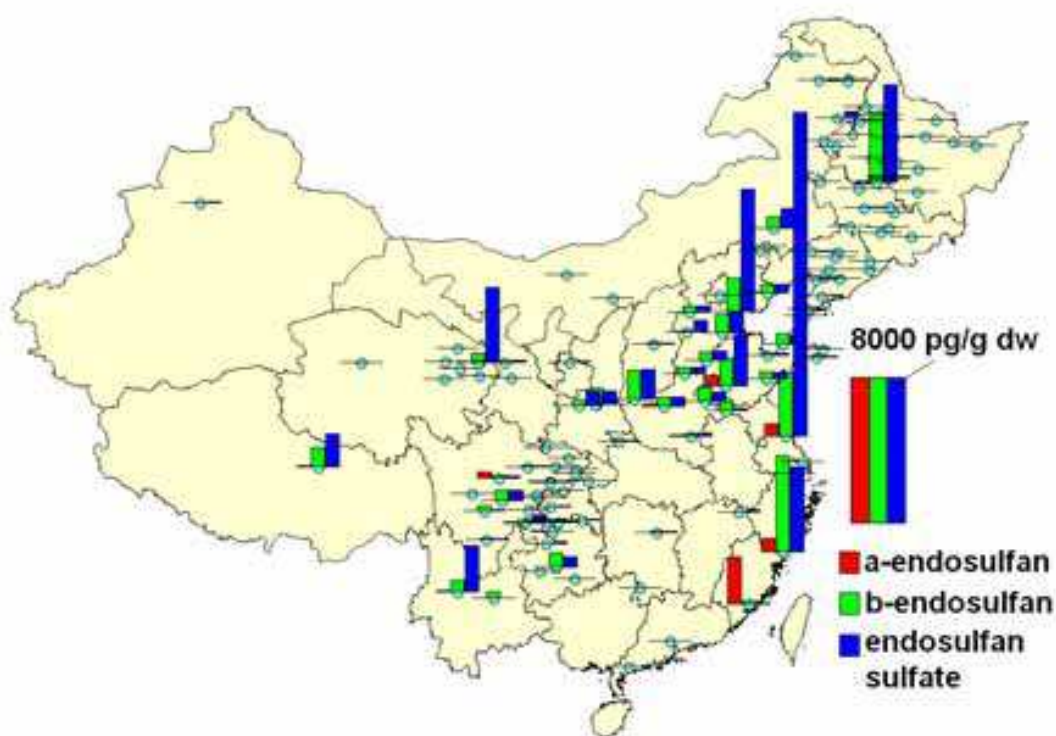 8000 pg/g dw
a-endosulfan
b-endosulfan
endosulfan
sulfate